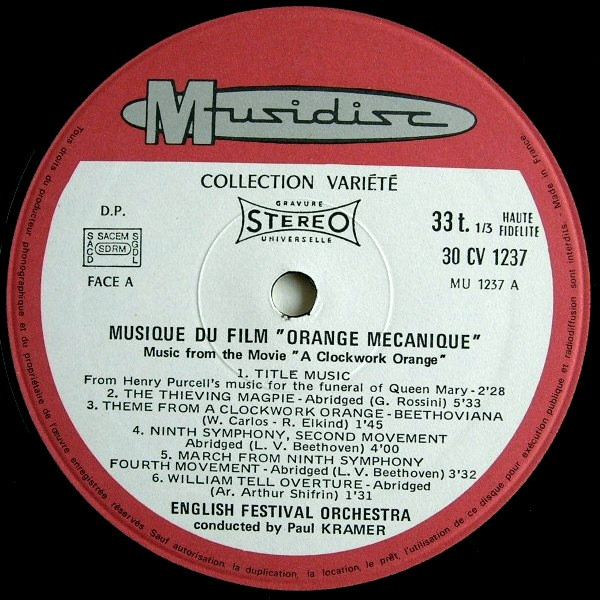 Musidisc
COLLECTION VARIÉTÉ
D.P.
GRAVURE
STEREO
UNIVERSELLE
33 t. 1/3 HAUTE FIDELITE
SACEM
SACD
SDRM
SGDL
30 CV 1237
FACE A
MU 1237 A
MUSIQUE DU FILM "ORANGE MECANIQUE"
Music from the Movie "A Clockwork Orange"
1. TITLE MUSIC
From Henry Purcell's music for the funeral of Queen Mary - 2'28
2. THE THIEVING MAGPIE - Abridged (G. Rossini) 5'33
3. THEME FROM A CLOCKWORK ORANGE - BEETHOVIANA
(W. Carlos - R. Elkind) 1'45
4. NINTH SYMPHONY, SECOND MOVEMENT
Abridged (L. V. Beethoven) 4'00
5. MARCH FROM NINTH SYMPHONY
FOURTH MOVEMENT - Abridged (L. V. Beethoven) 3'32
6. WILLIAM TELL OVERTURE - Abridged
(Ar. Arthur Shifrin) 1'31
ENGLISH FESTIVAL ORCHESTRA
conducted by Paul KRAMER
Tous droits du producteur phonographique et du propriétaire de l'œuvre enregistrée réservés. Sauf autorisation, la duplication, la location, le prêt, l'utilisation de ce disque pour exécution publique et radiodiffusion sont interdits. Made in France